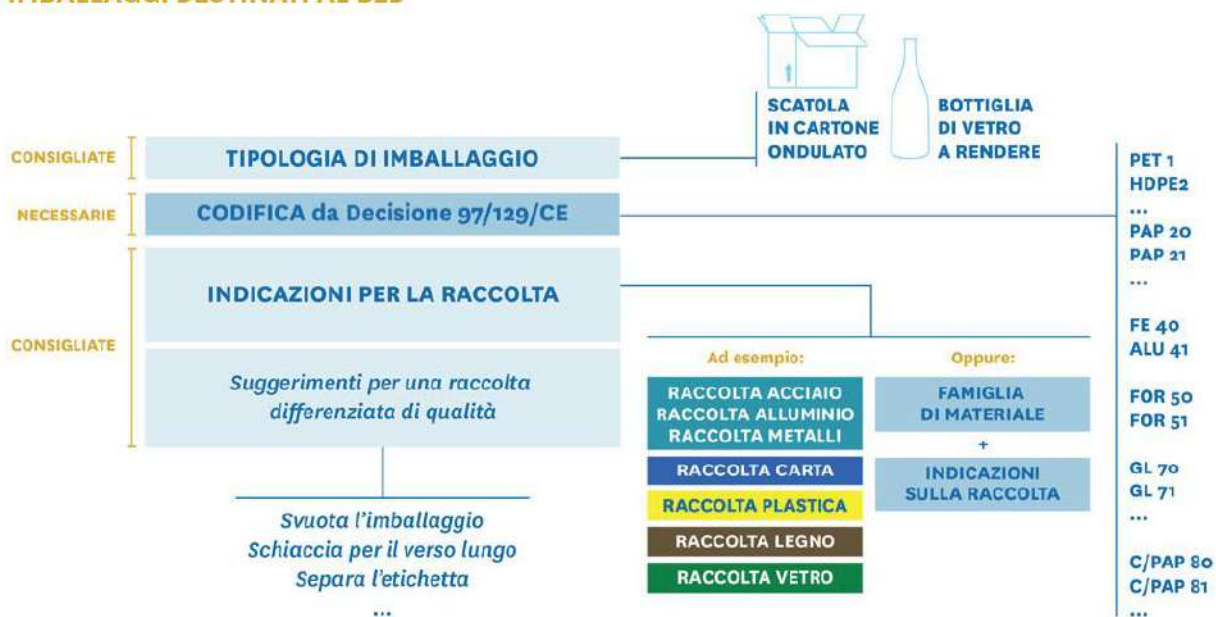 IMBALLAGGI DESTINATI AL B2B
SCATOLA
IN CARTONE
ONDULATO
BOTTIGLIA
DI VETRO
A RENDERE
CONSIGLIATE
TIPOLOGIA DI IMBALLAGGIO
NECESSARIE
CODIFICA da Decisione 97/129/CE
CONSIGLIATE
INDICAZIONI PER LA RACCOLTA
Suggerimenti per una raccolta
differenziata di qualità
Svuota l'imballaggio
Schiaccia per il verso lungo
Separa l'etichetta
...
Ad esempio:
RACCOLTA ACCIAIO
RACCOLTA ALLUMINIO
RACCOLTA METALLI
RACCOLTA CARTA
RACCOLTA PLASTICA
RACCOLTA LEGNO
RACCOLTA VETRO
Oppure:
FAMIGLIA
DI MATERIALE
+
INDICAZIONI
SULLA RACCOLTA
PET 1
HDPE2
...
PAP 20
PAP 21
...
FE 40
ALU 41
FOR 50
FOR 51
GL 70
GL 71
...
C/PAP 80
C/PAP 81
...